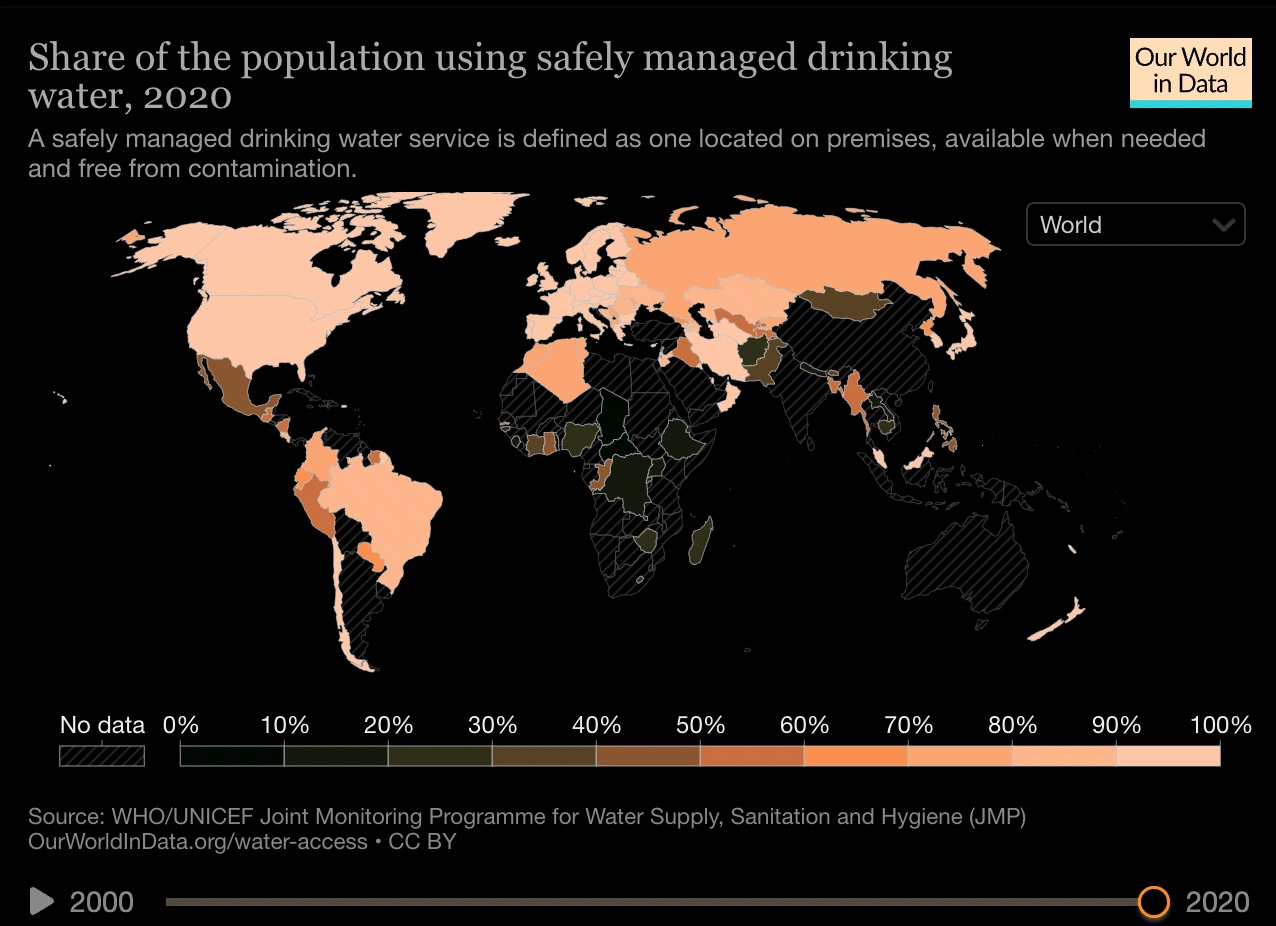 Share of the population using safely managed drinking
water, 2020
Our World
in Data
A safely managed drinking water service is defined as one located on premises, available when needed
and free from contamination.
World
No data 0% 10% 20% 30% 40% 50% 60% 70% 80% 90% 100%
Source: WHO/UNICEF Joint Monitoring Programme for Water Supply, Sanitation and Hygiene (JMP)
OurWorldInData.org/water-access • CC BY
2000 2020